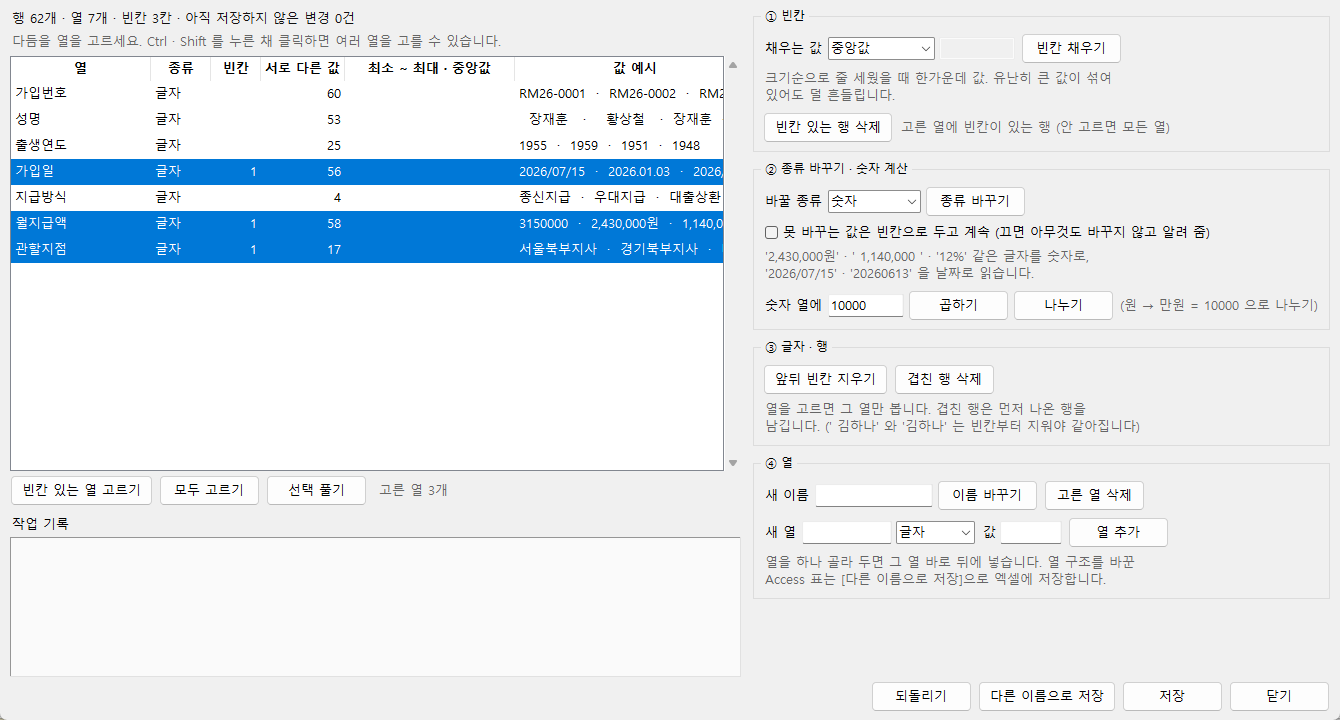 행 62개 · 열 7개 · 빈칸 3칸 · 아직 저장하지 않은 변경 0건
다듬을 열을 고르세요. Ctrl · Shift 를 누른 채 클릭하면 여러 열을 고를 수 있습니다.
열 종류 빈칸 서로 다른 값 최소 ~ 최대 · 중앙값 값 예시
가입번호 글자 60 RM26-0001 · RM26-0002 · RM2
성명 글자 53 장재훈 · 황상철 · 장재훈
출생연도 글자 25 1955 · 1959 · 1951 · 1948
가입일 글자 1 56 2026/07/15 · 2026.01.03 · 2026/
지급방식 글자 4 종신지급 · 우대지급 · 대출상환
월지급액 글자 1 58 3150000 · 2,430,000원 · 1,140,0
관할지점 글자 1 17 서울북부지사 · 경기북부지사 ·
빈칸 있는 열 고르기 모두 고르기 선택 풀기 고른 열 3개
작업 기록
① 빈칸
채우는 값 중앙값 빈칸 채우기
크기순으로 줄 세웠을 때 한가운데 값. 유난히 큰 값이 섞여
있어도 덜 흔들립니다.
빈칸 있는 행 삭제 고른 열에 빈칸이 있는 행 (안 고르면 모든 열)
② 종류 바꾸기 · 숫자 계산
바꿀 종류 숫자 종류 바꾸기
못 바꾸는 값은 빈칸으로 두고 계속 (끄면 아무것도 바꾸지 않고 알려 줌)
'2,430,000원' · ' 1,140,000 ' · '12%' 같은 글자를 숫자로,
'2026/07/15' · '20260613' 을 날짜로 읽습니다.
숫자 열에 10000 곱하기 나누기 (원 → 만원 = 10000 으로 나누기)
③ 글자 · 행
앞뒤 빈칸 지우기 겹친 행 삭제
열을 고르면 그 열만 봅니다. 겹친 행은 먼저 나온 행을
남깁니다. (' 김하나' 와 '김하나' 는 빈칸부터 지워야 같아집니다)
④ 열
새 이름 이름 바꾸기 고른 열 삭제
새 열 글자 값 열 추가
열을 하나 골라 두면 그 열 바로 뒤에 넣습니다. 열 구조를 바꾼
Access 표는 [다른 이름으로 저장]으로 엑셀에 저장합니다.
되돌리기 다른 이름으로 저장 저장 닫기